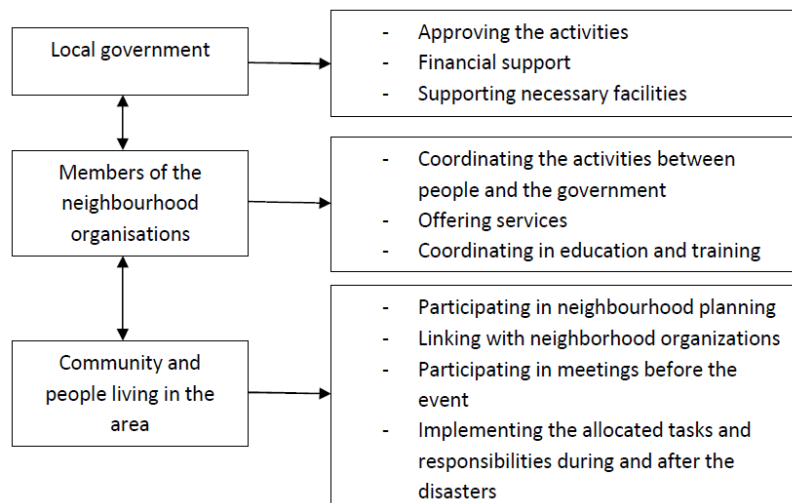 Local government
- Approving the activities
- Financial support
- Supporting necessary facilities
Members of the
neighbourhood
organisations
- Coordinating the activities between
people and the government
- Offering services
- Coordinating in education and training
Community and
people living in the
area
- Participating in neighbourhood planning
- Linking with neighborhood organizations
- Participating in meetings before the
event
- Implementing the allocated tasks and
responsibilities during and after the
disasters